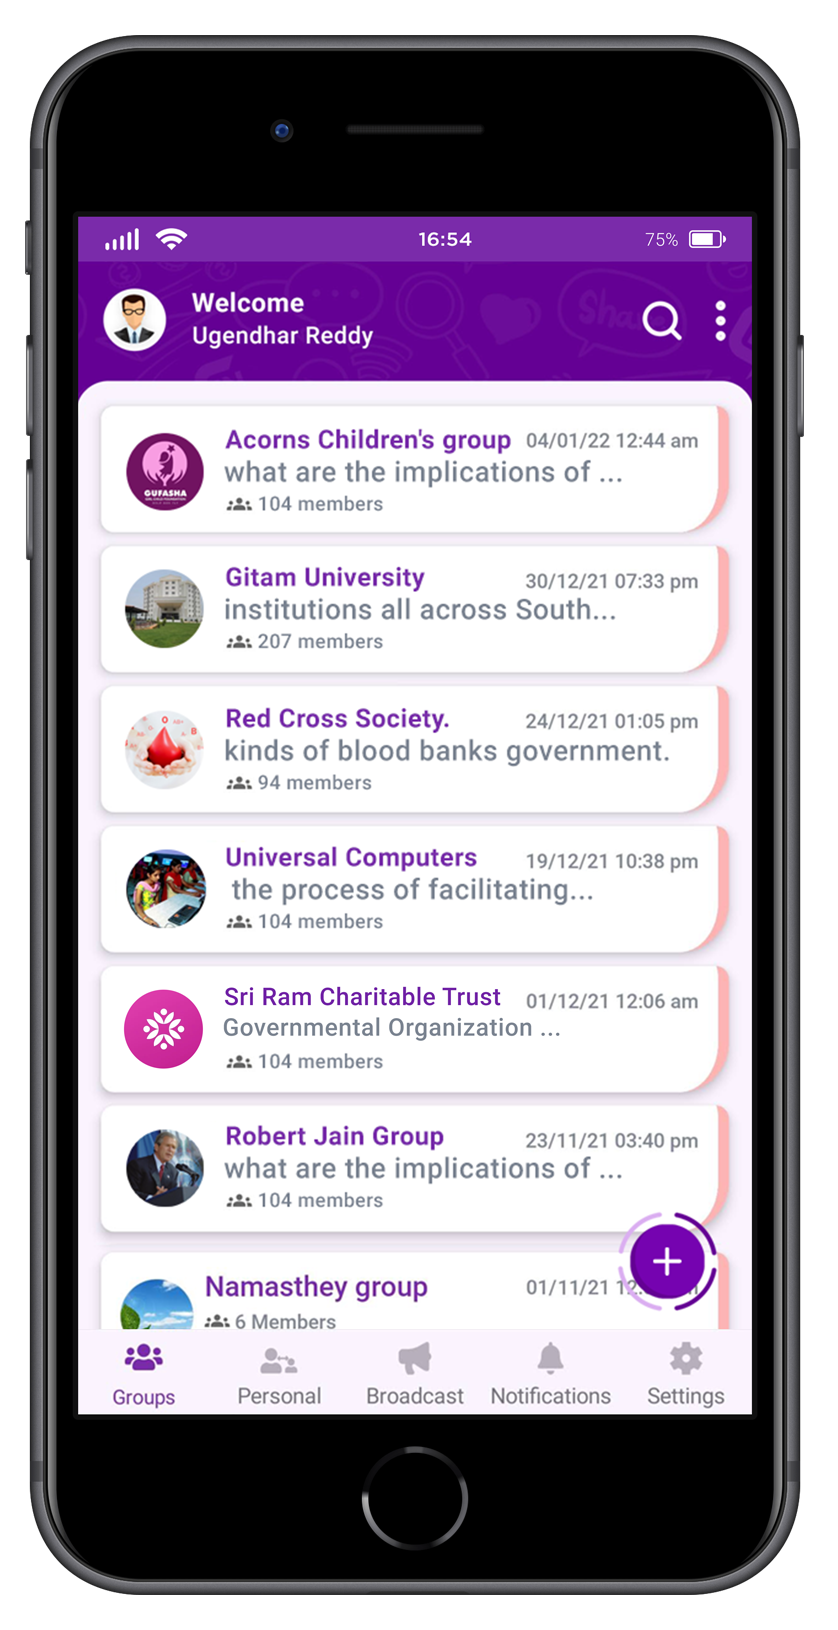 16:54
75%
Welcome
Ugendhar Reddy
Sha
GUFASHA
Acorns Children's group 04/01/22 12:44 am
what are the implications of ...
104 members
Gitam University 30/12/21 07:33 pm
institutions all across South...
207 members
Red Cross Society. 24/12/21 01:05 pm
kinds of blood banks government.
94 members
Universal Computers 19/12/21 10:38 pm
the process of facilitating...
104 members
Sri Ram Charitable Trust 01/12/21 12:06 am
Governmental Organization ...
104 members
Robert Jain Group 23/11/21 03:40 pm
what are the implications of ...
104 members
Namasthey group 01/11/21
6 Members
Groups Personal Broadcast Notifications Settings